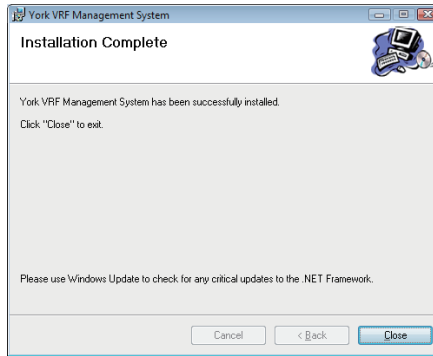 York VRF Management System
Installation Complete
York VRF Management System has been successfully installed.
Click "Close" to exit.
Please use Windows Update to check for any critical updates to the .NET Framework.
Cancel
< Back
Close